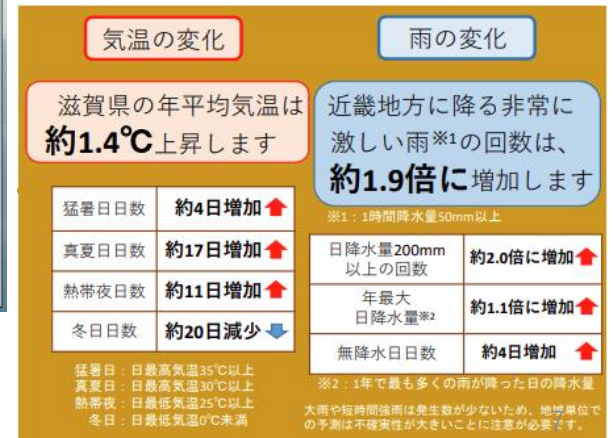 気温の変化
滋賀県の年平均気温は
約1.4℃上昇します
猛暑日日数 約4日増加
真夏日日数 約17日増加
熱帯夜日数 約11日増加
冬日日数 約20日減少
猛暑日：日最高気温35℃以上
真夏日：日最高気温30℃以上
熱帯夜：日最低気温25℃以上
冬日：日最低気温0℃未満
雨の変化
近畿地方に降る非常に
激しい雨※1の回数は、
約1.9倍に増加します
※1：1時間降水量50mm以上
日降水量200mm
以上の回数 約2.0倍に増加
年最大
日降水量※2 約1.1倍に増加
無降水日日数 約4日増加
※2：1年で最も多くの雨が降った日の降水量
大雨や短時間強雨は発生数が少ないため、地域単位で
の予測は不確実性が大きいことに注意が必要です。
7